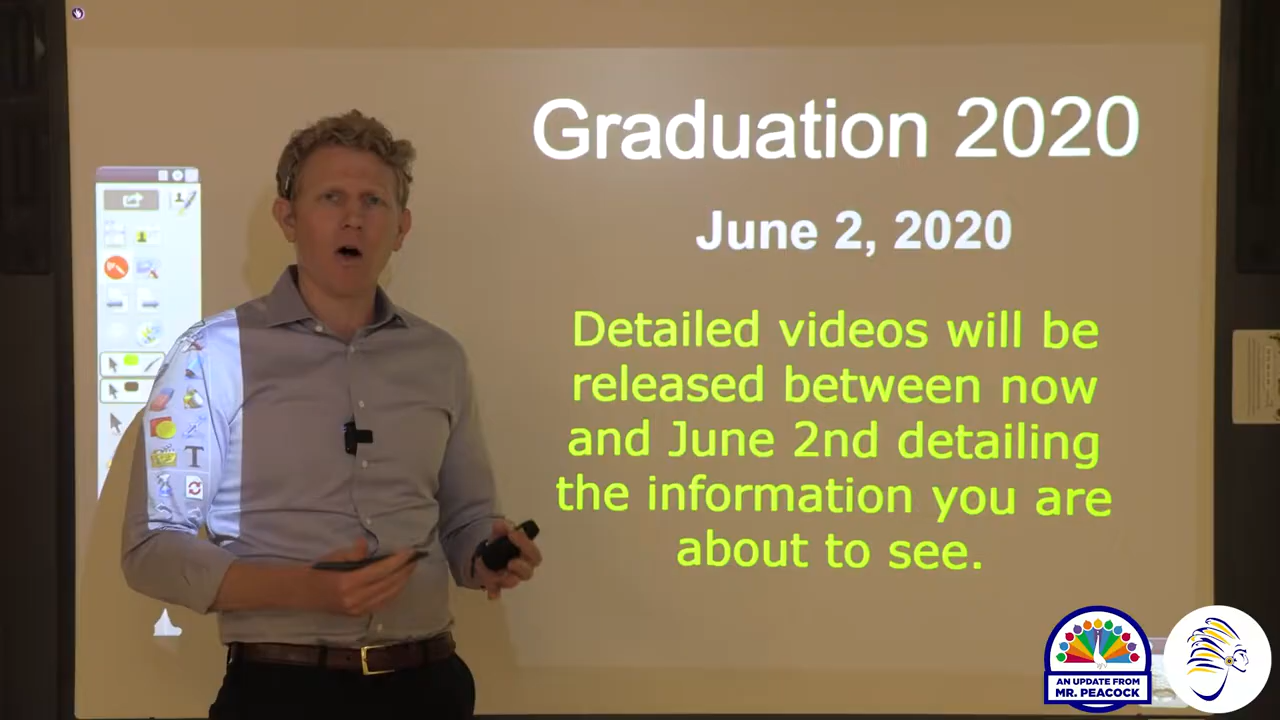 Graduation 2020
June 2, 2020
Detailed videos will be
released between now
and June 2nd detailing
the information you are
about to see.
T
AN UPDATE FROM
MR. PEACOCK